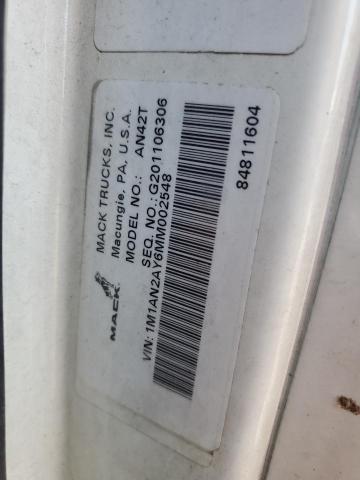 MACK TRUCKS, INC.
Macungie, PA, U.S.A.
MODEL NO.: AN42T
SEQ. NO.: G201106306
MACK
VIN: 1M1AN2AY6MM002548
84811604